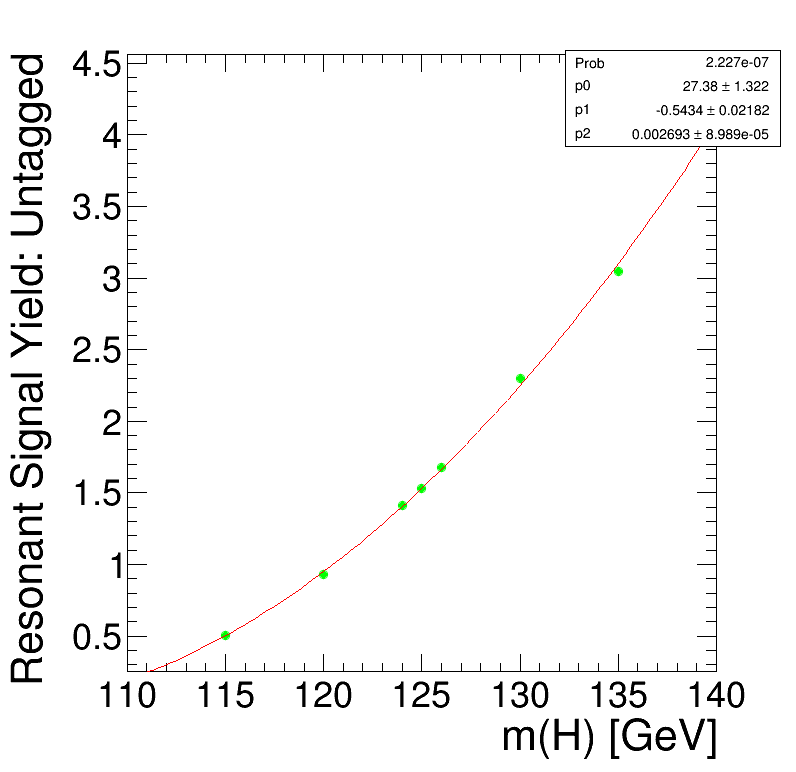 Resonant Signal Yield: Untagged
4.5
4
3.5
3
2.5
2
1.5
1
0.5
Prob 2.227e-07
p0 27.38 ± 1.322
p1 -0.5434 ± 0.02182
p2 0.002693 ± 8.989e-05
110 115 120 125 130 135 140
m(H) [GeV]